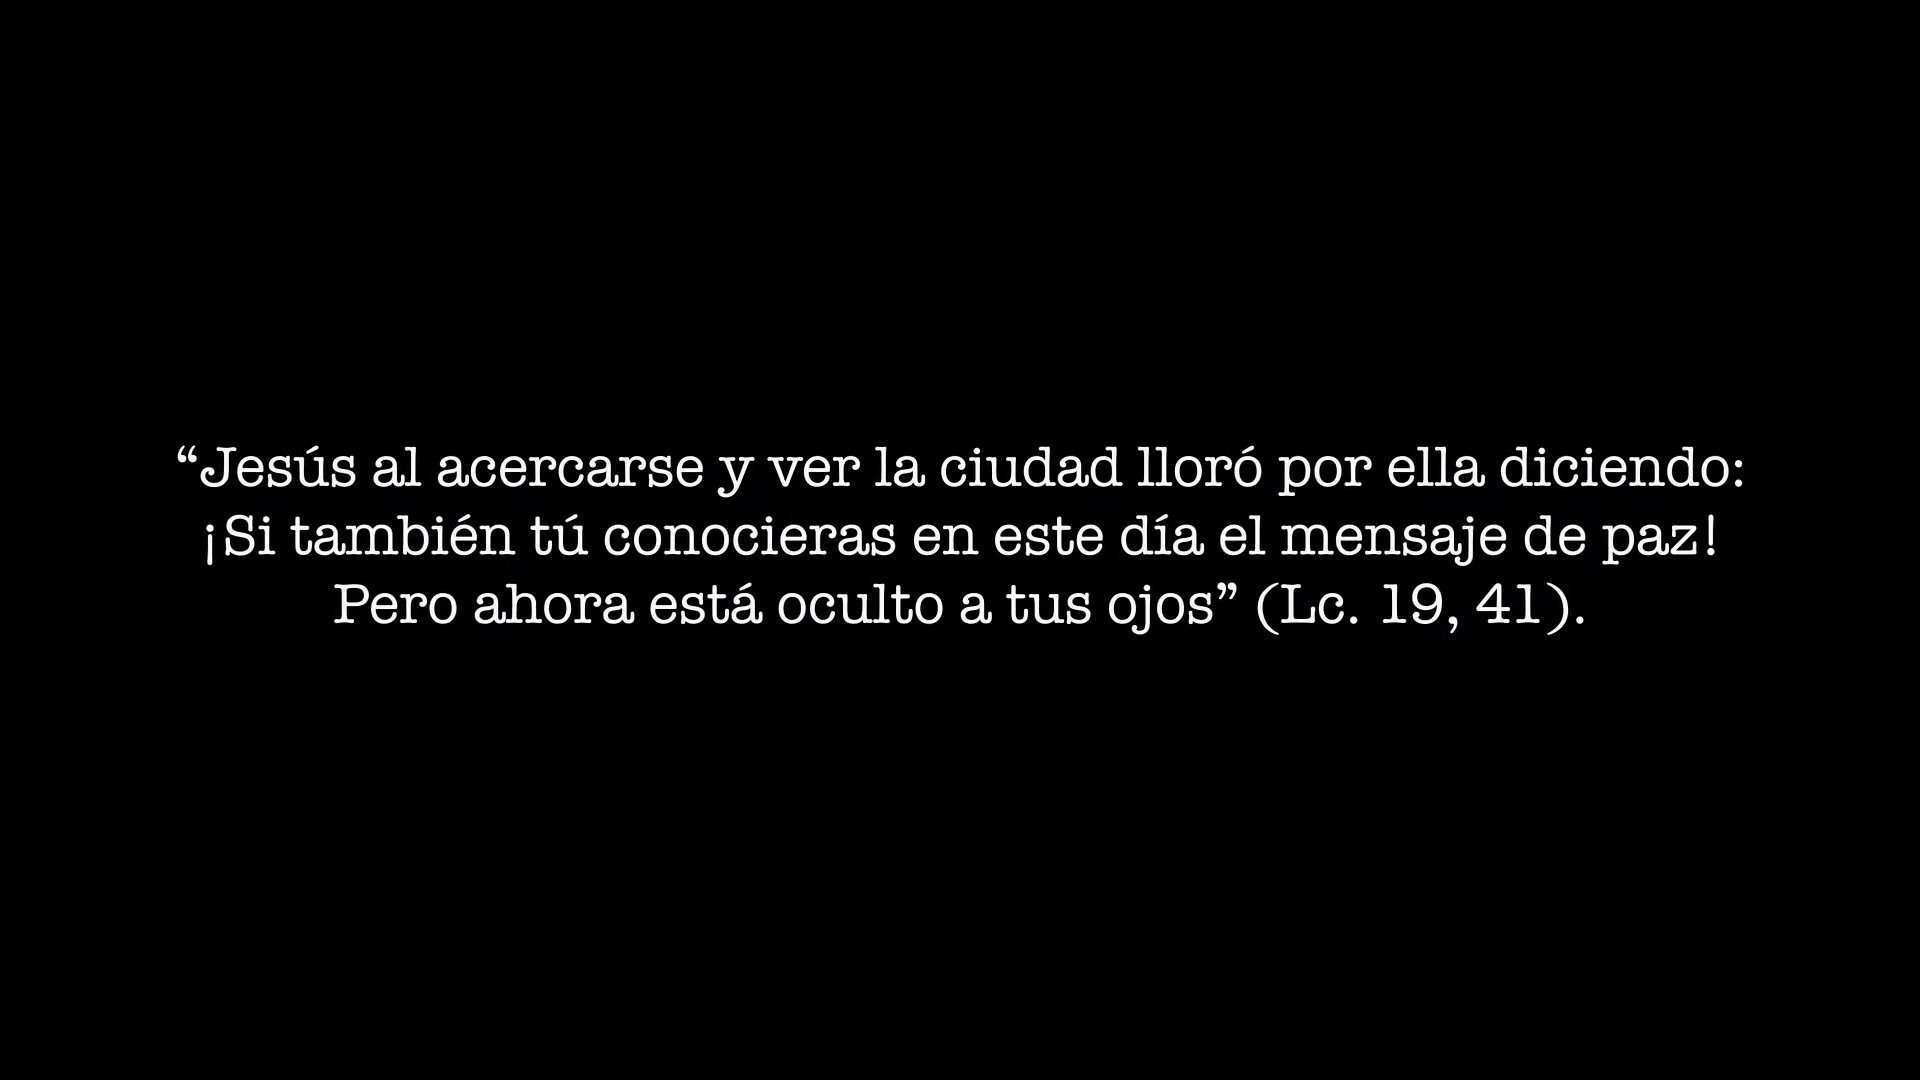 “Jesús al acercarse y ver la ciudad lloró por ella diciendo:
¡Si también tú conocieras en este día el mensaje de paz!
Pero ahora está oculto a tus ojos” (Lc. 19, 41).